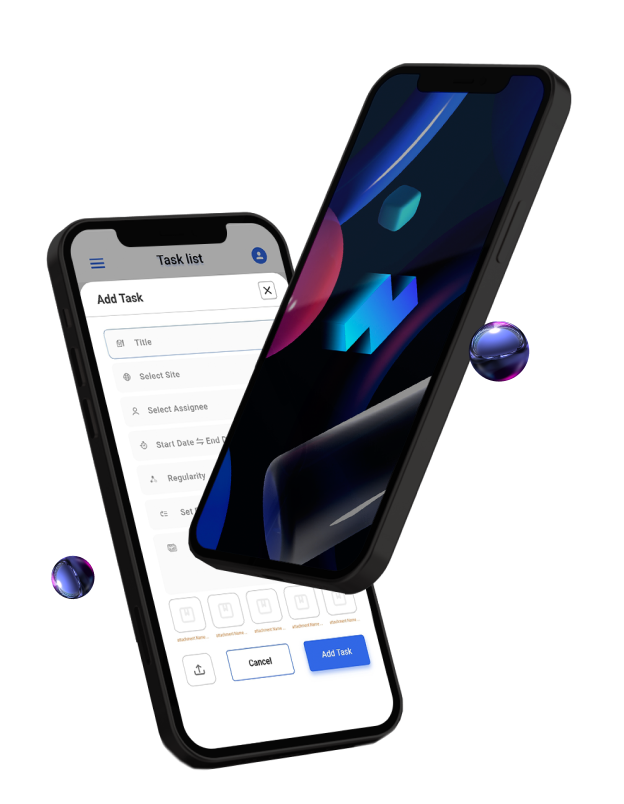 Task list
Add Task
Title
Select Site
Select Assignee
Start Date ⇆ End D
Regularity
Set
attachment Name ...
attachment Name ...
attachment Name ...
attachment Name ...
attachment Name ...
Cancel
Add Task